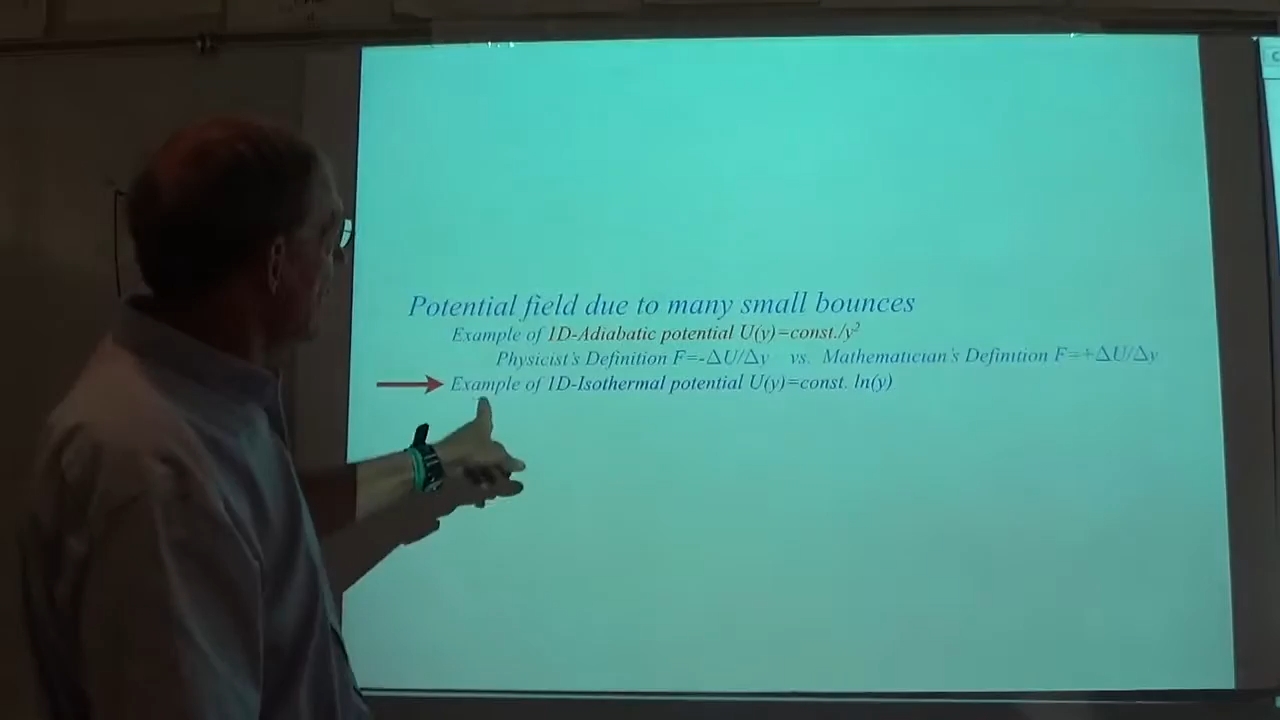 Potential field due to many small bounces
Example of 1D-Adiabatic potential U(y)=const./y²
Physicist's Definition F=-ΔU/Δy vs. Mathematician's Definition F=+ΔU/Δy
Example of 1D-Isothermal potential U(y)=const. ln(y)